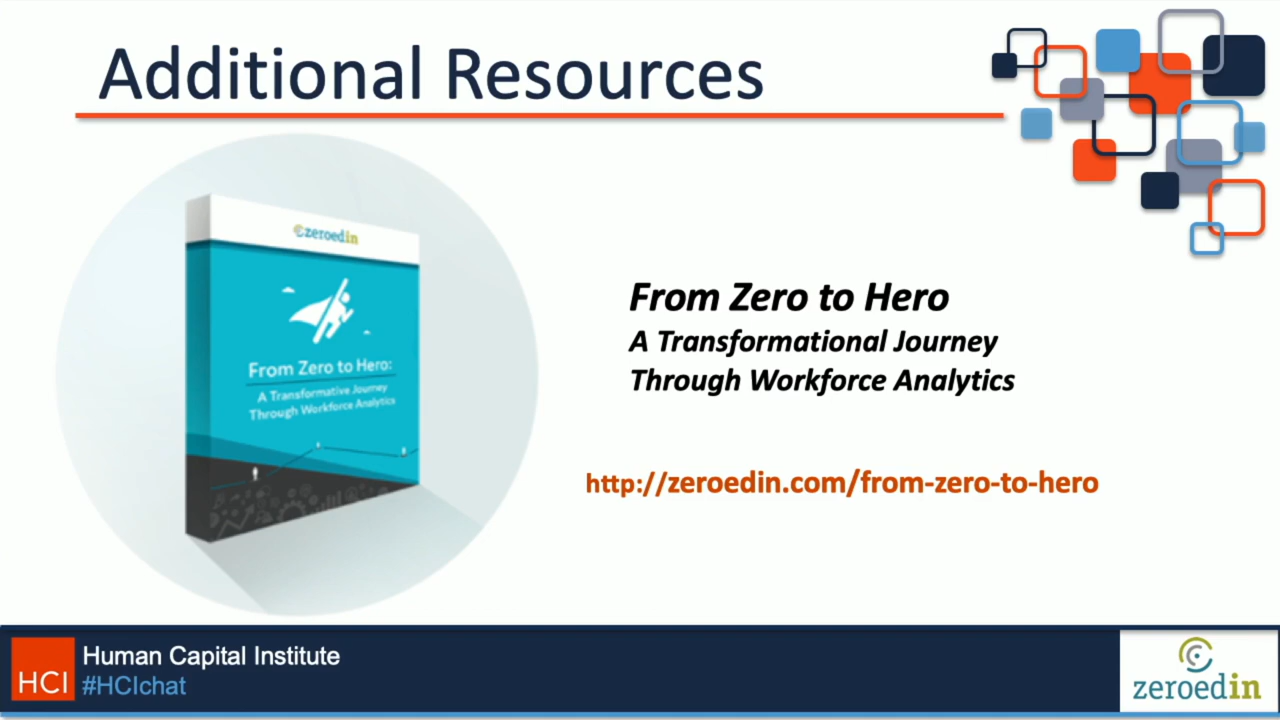 Additional Resources
zeroedin
From Zero to Hero:
A Transformative Journey
Through Workforce Analytics
From Zero to Hero
A Transformational Journey
Through Workforce Analytics
http://zeroedin.com/from-zero-to-hero
HCI
Human Capital Institute
#HCIchat
zeroedin